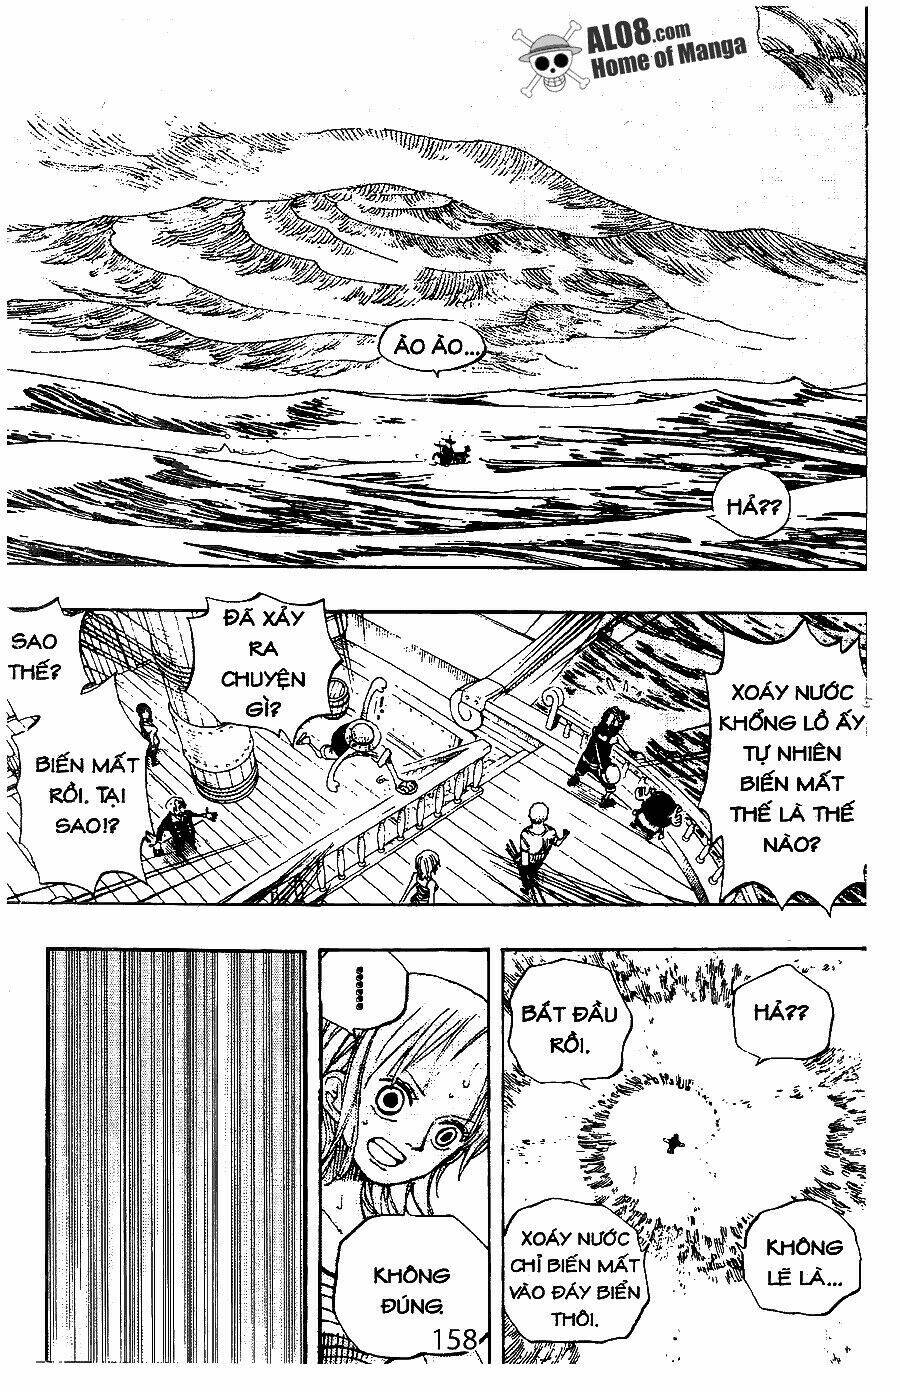 AL08.com
Home of Manga
ÀO ÀO...
HẢ??
XOÁY NƯỚC
KHỔNG LỒ ẤY
TỰ NHIÊN
BIẾN MẤT
THẾ LÀ THẾ
NÀO?
ĐÃ XẢY
RA
CHUYỆN
GÌ?
SAO
THẾ?
BIẾN MẤT
RỒI. TẠI
SAO!?
HẢ??
BẮT ĐẦU
RỒI.
KHÔNG
LẼ LÀ...
XOÁY NƯỚC
CHỈ BIẾN MẤT
VÀO ĐÁY BIỂN
THÔI.
......
KHÔNG
ĐÚNG.
158